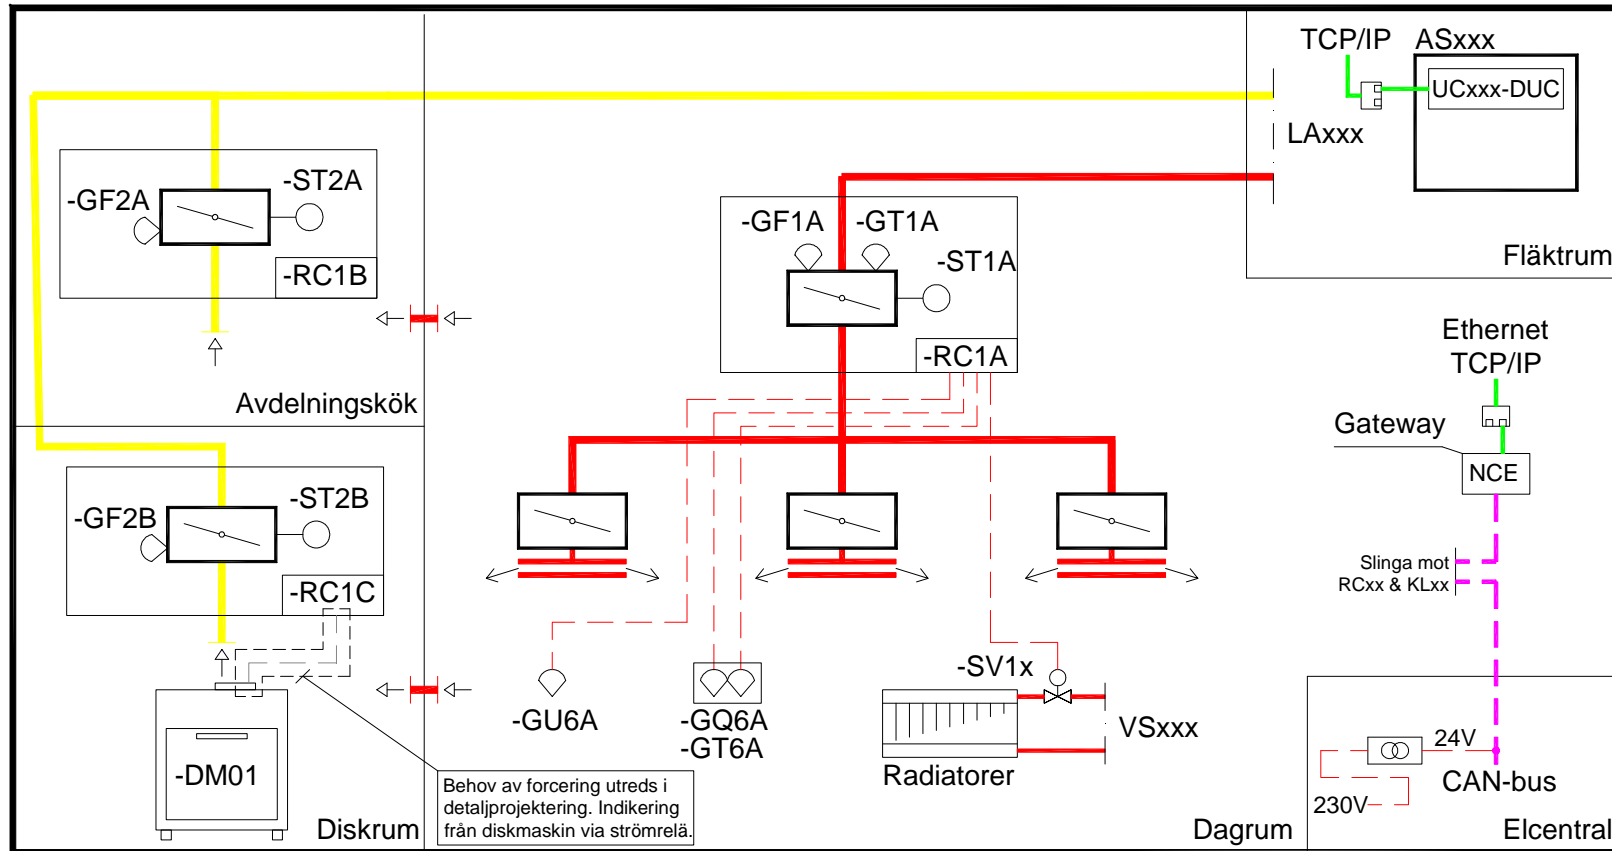 TCP/IP
ASxxx
UCxxx-DUC
LAxxx
Fläktrum
-GF2A
-ST2A
-RC1B
Avdelningskök
-GF1A
-GT1A
-ST1A
-RC1A
Ethernet
TCP/IP
Gateway
NCE
Slinga mot
RCxx & KLxx
-GF2B
-ST2B
-RC1C
-DM01
Diskrum
Behov av forcering utreds i
detaljprojektering. Indikering
från diskmaskin via strömrelä.
-GU6A
-GQ6A
-GT6A
-SV1x
VSxxx
Radiatorer
Dagrum
24V
230V
CAN-bus
Elcentral